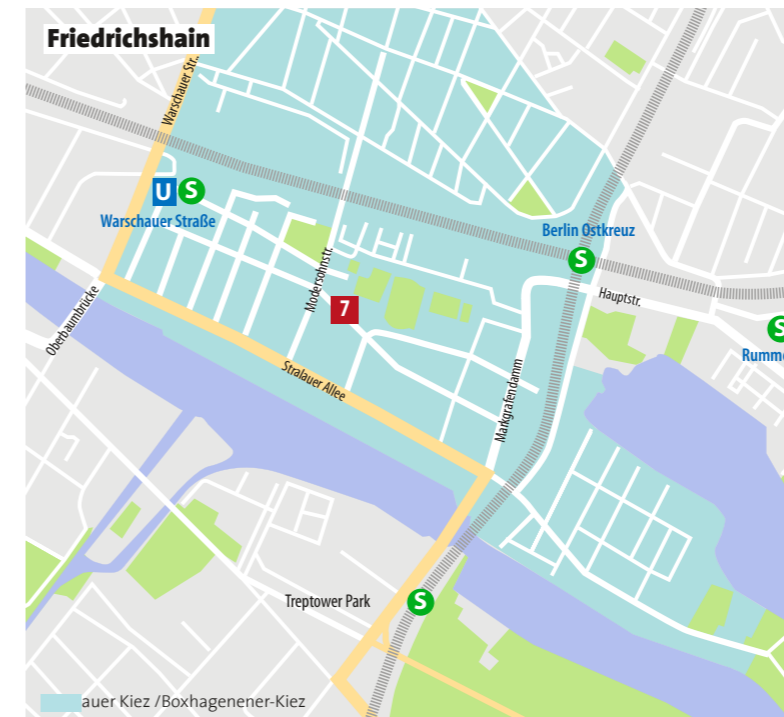 Friedrichshain
Warschauer Str.
U S
Warschauer Straße
Berlin Ostkreuz
S
Modersohnstr.
Hauptstr.
S
7
Oberbaumbrücke
Rumme
Stralauer Allee
Markgrafendamm
Treptower Park
S
auer Kiez /Boxhagenener-Kiez